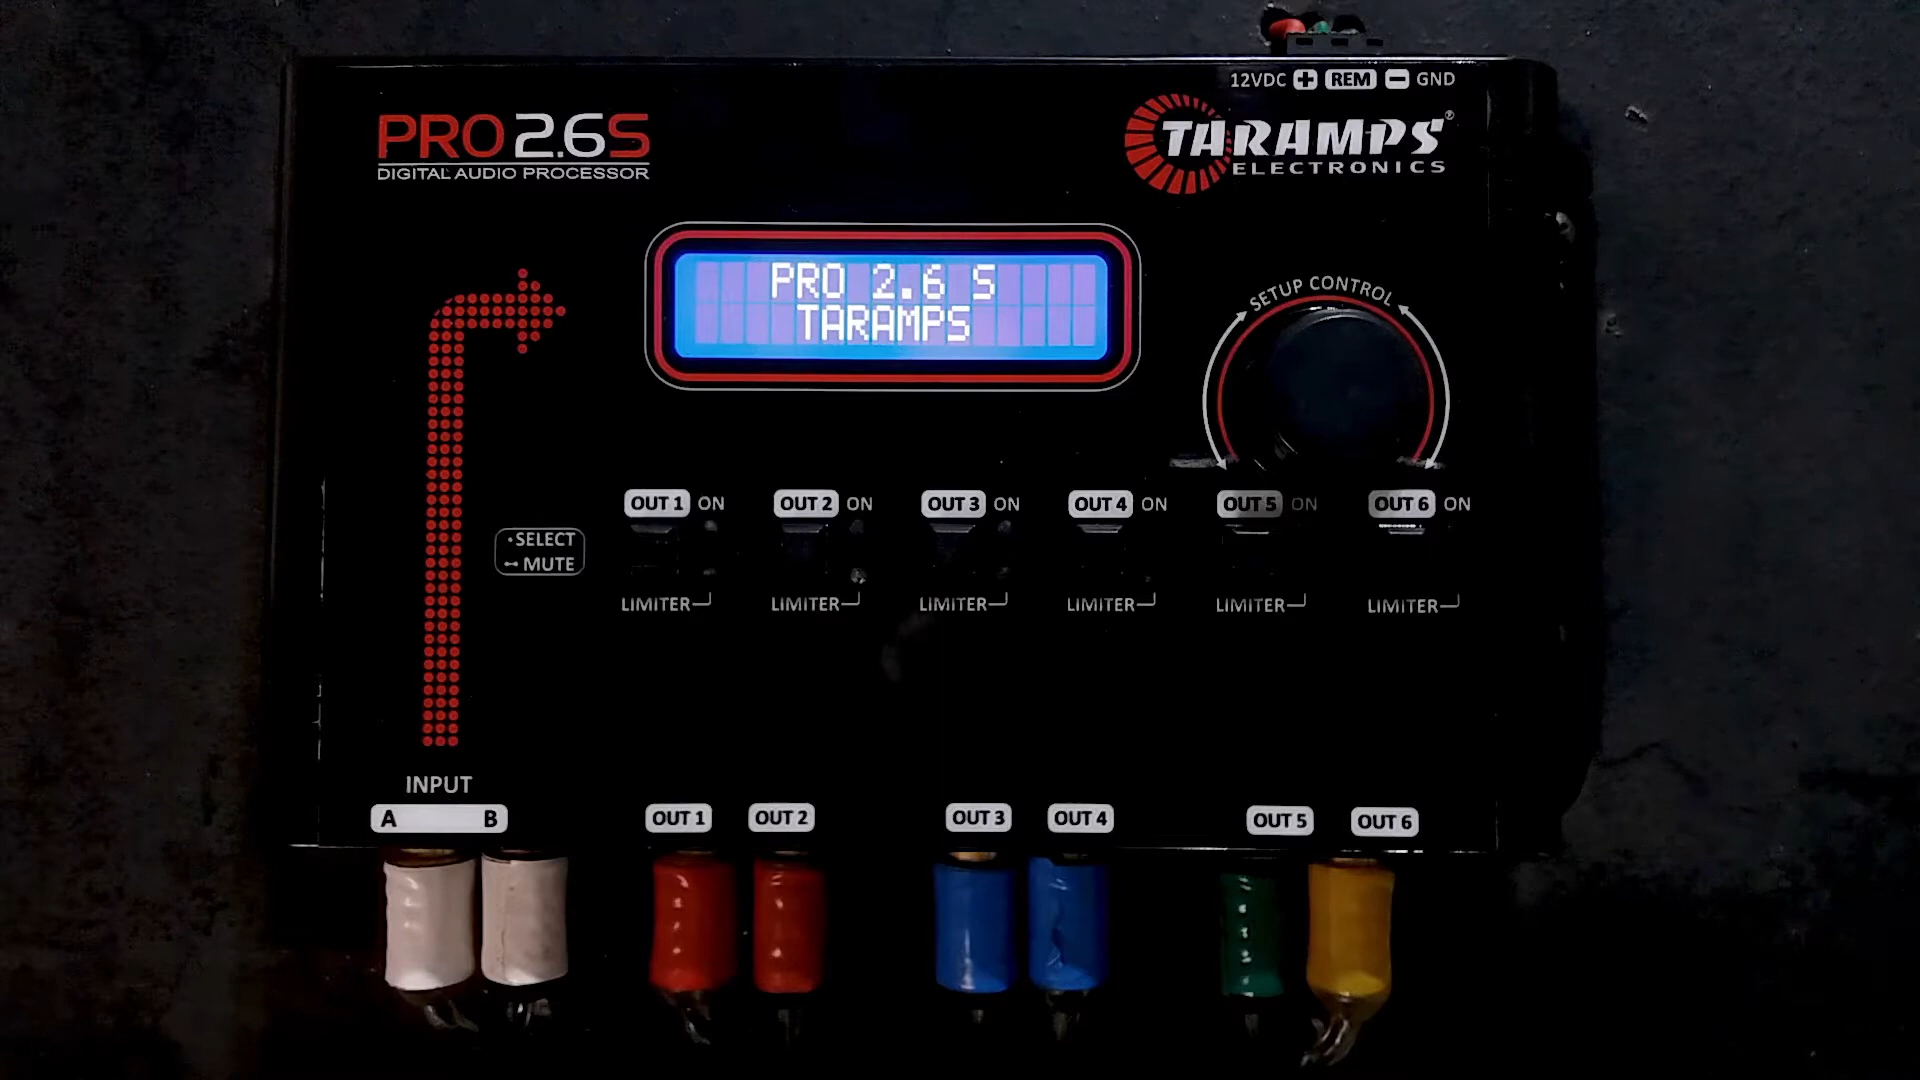 12VDC + REM - GND
PRO 2.6S
DIGITAL AUDIO PROCESSOR
TARAMPS®
ELECTRONICS
PRO 2.6 S
TARAMPS
SETUP CONTROL
OUT 1 ON OUT 2 ON OUT 3 ON OUT 4 ON OUT 5 ON OUT 6 ON
SELECT
MUTE
LIMITER LIMITER LIMITER LIMITER LIMITER LIMITER
INPUT
A B OUT 1 OUT 2 OUT 3 OUT 4 OUT 5 OUT 6